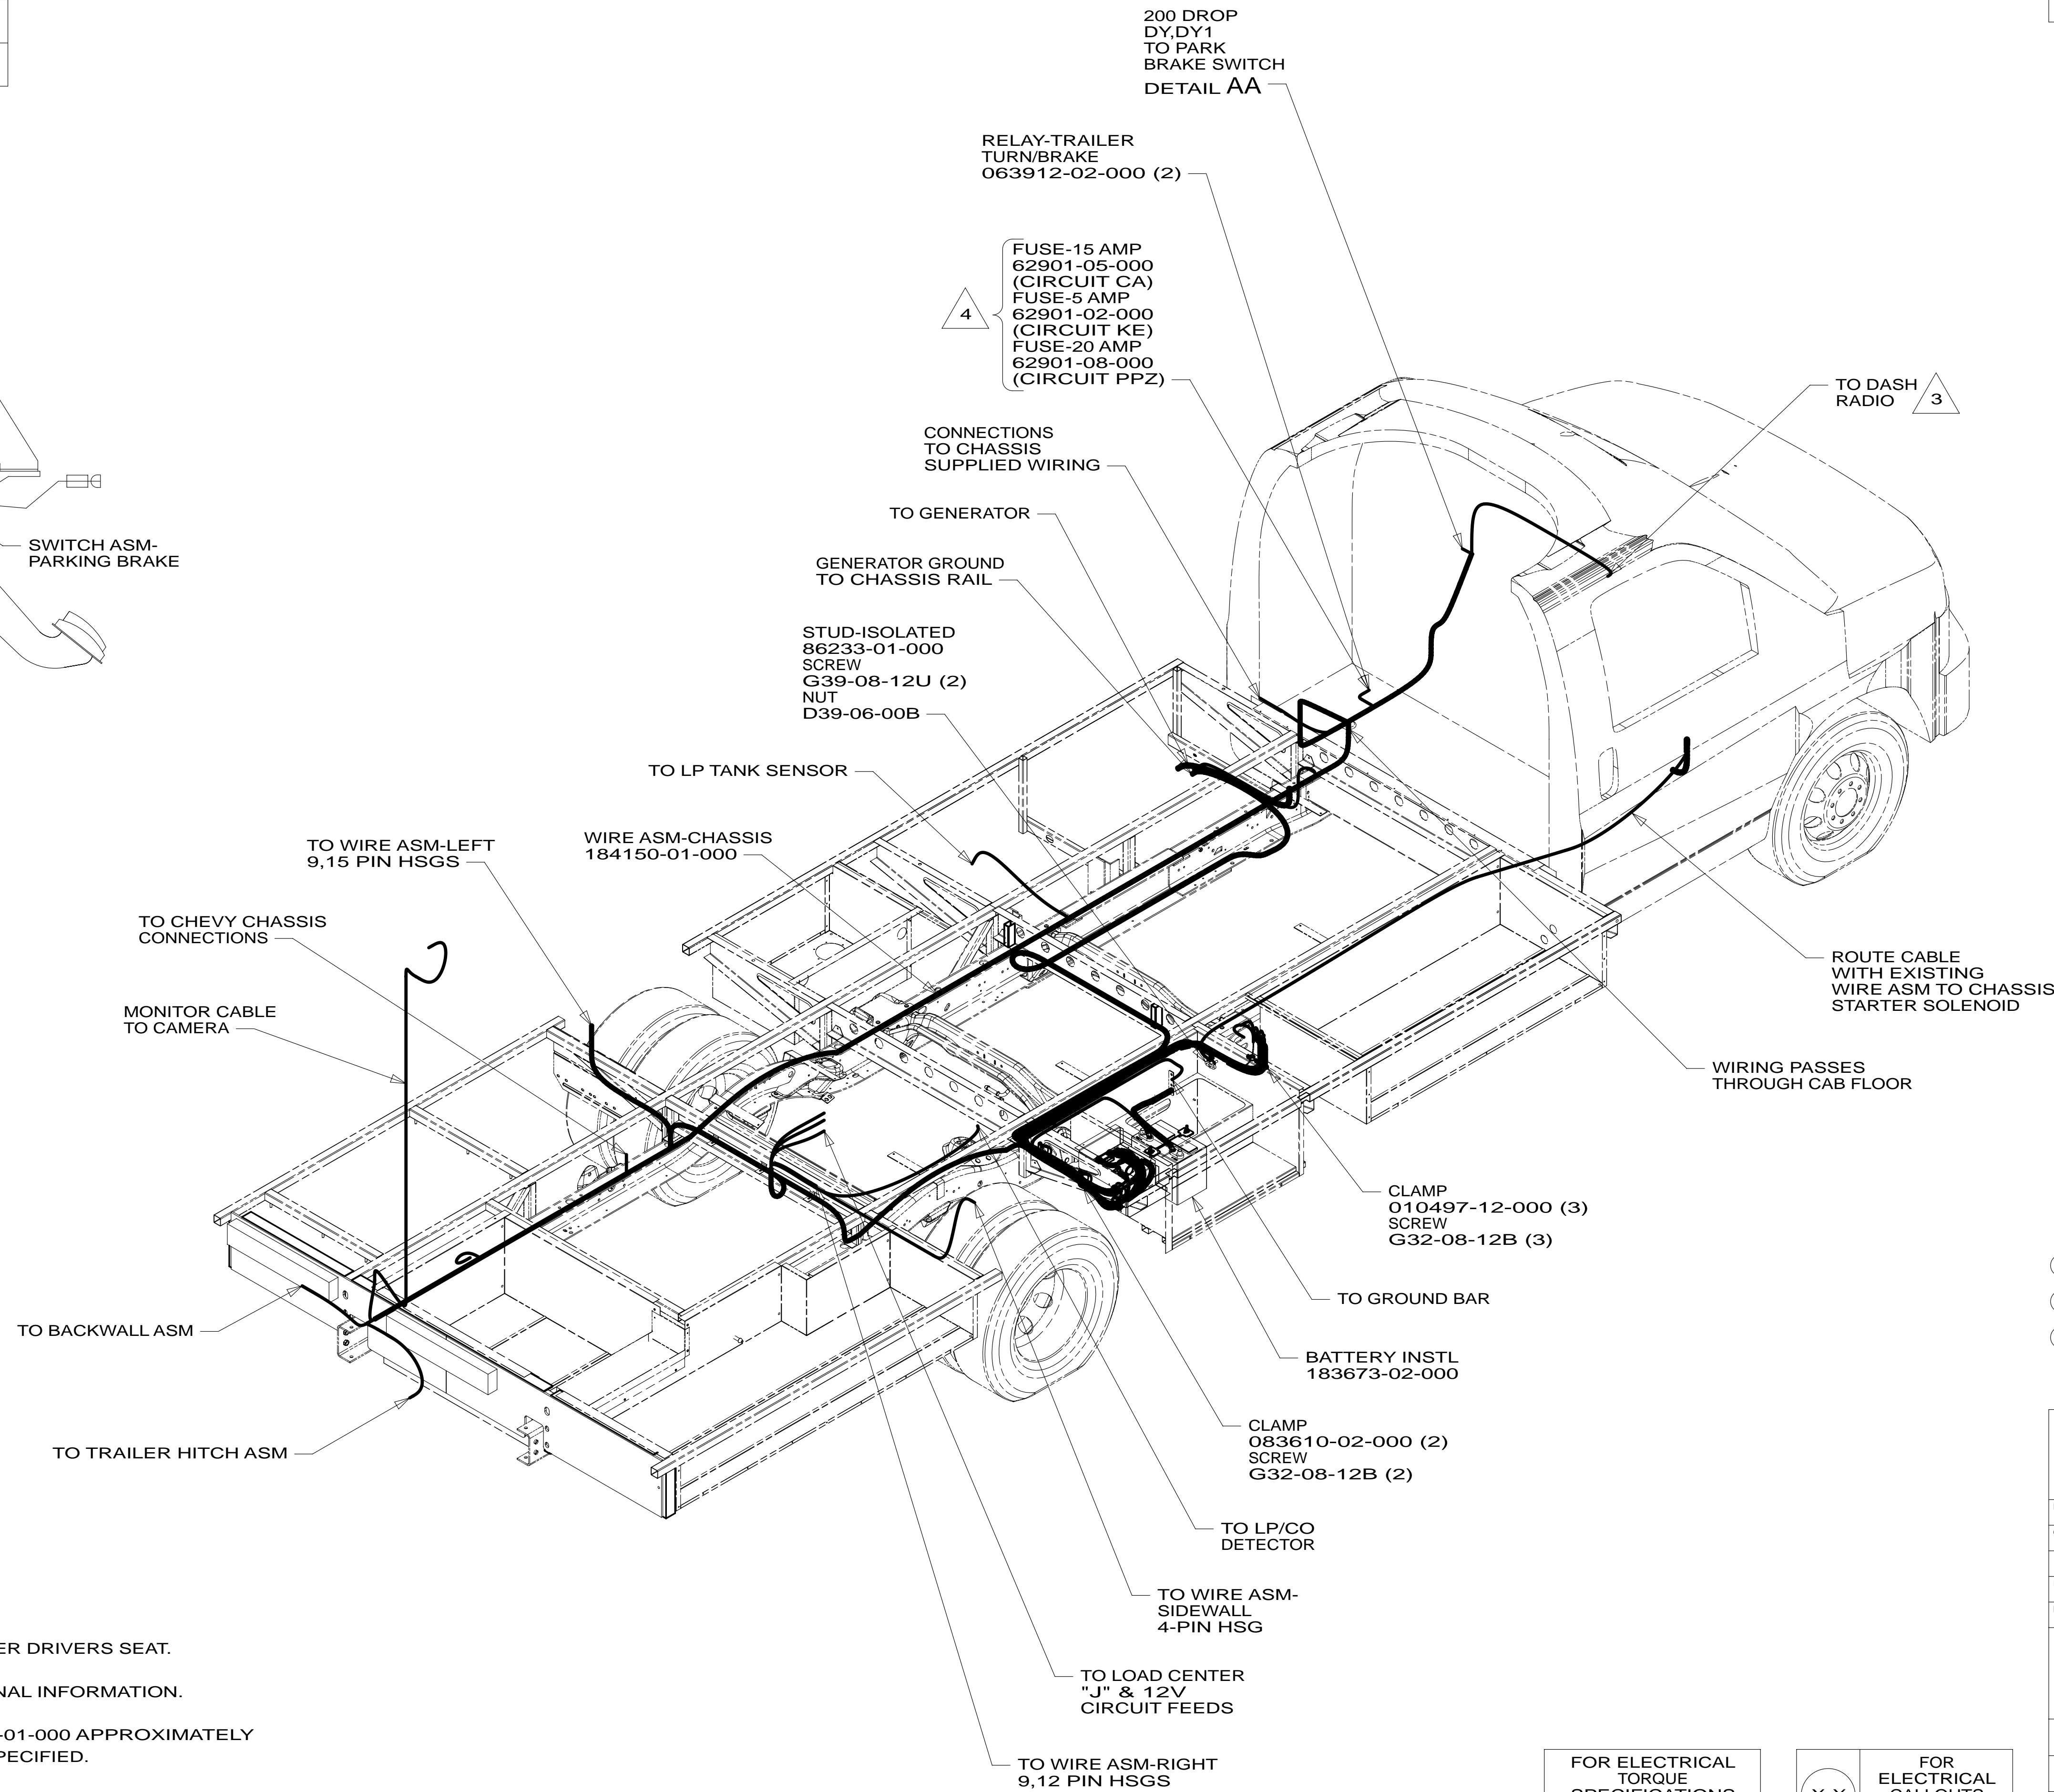 200 DROP
DY,DY1
TO PARK
BRAKE SWITCH
DETAIL AA
RELAY-TRAILER
TURN/BRAKE
063912-02-000 (2)
FUSE-15 AMP
62901-05-000
(CIRCUIT CA)
FUSE-5 AMP
62901-02-000
(CIRCUIT KE)
FUSE-20 AMP
62901-08-000
(CIRCUIT PPZ)
4
TO DASH
RADIO
3
CONNECTIONS
TO CHASSIS
SUPPLIED WIRING
TO GENERATOR
SWITCH ASM-
PARKING BRAKE
GENERATOR GROUND
TO CHASSIS RAIL
STUD-ISOLATED
86233-01-000
SCREW
G39-08-12U (2)
NUT
D39-06-00B
TO LP TANK SENSOR
TO WIRE ASM-LEFT
9,15 PIN HSGS
WIRE ASM-CHASSIS
184150-01-000
TO CHEVY CHASSIS
CONNECTIONS
MONITOR CABLE
TO CAMERA
ROUTE CABLE
WITH EXISTING
WIRE ASM TO CHASSIS
STARTER SOLENOID
WIRING PASSES
THROUGH CAB FLOOR
CLAMP
010497-12-000 (3)
SCREW
G32-08-12B (3)
TO GROUND BAR
TO BACKWALL ASM
BATTERY INSTL
183673-02-000
TO TRAILER HITCH ASM
CLAMP
083610-02-000 (2)
SCREW
G32-08-12B (2)
TO LP/CO
DETECTOR
TO WIRE ASM-
SIDEWALL
4-PIN HSG
TO LOAD CENTER
"J" & 12V
CIRCUIT FEEDS
TO WIRE ASM-RIGHT
9,12 PIN HSGS
ER DRIVERS SEAT.
NAL INFORMATION.
-01-000 APPROXIMATELY
PECIFIED.
FOR ELECTRICAL
TORQUE
SPECIFICATIONS
FOR
ELECTRICAL
CALLOUTS